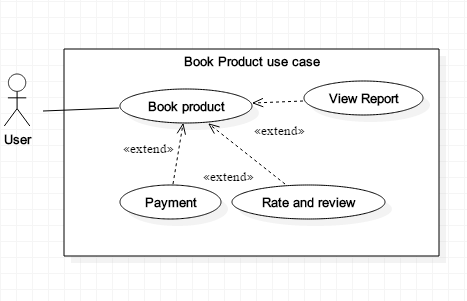 Book Product use case
Book product
View Report
«extend»
User
«extend»
«extend»
Payment
Rate and review